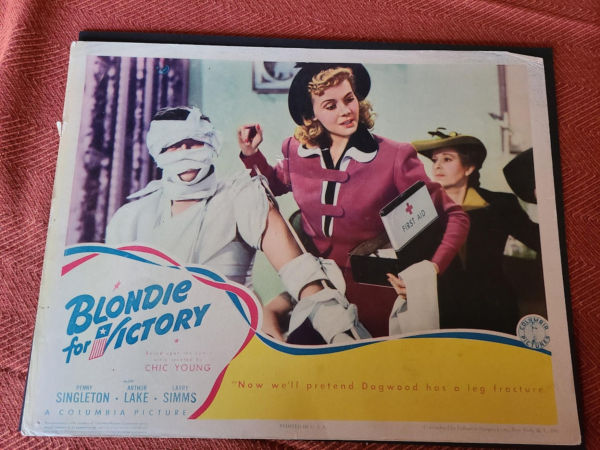 FIRST AID
BLONDIE
for VICTORY
Based upon the comic
strip created by
CHIC YOUNG
PENNY SINGLETON · ARTHUR LAKE · LARRY SIMMS
A COLUMBIA PICTURE
"Now we'll pretend Dagwood has a leg fracture"
COLUMBIA
PICTURES
PRINTED IN U.S.A.